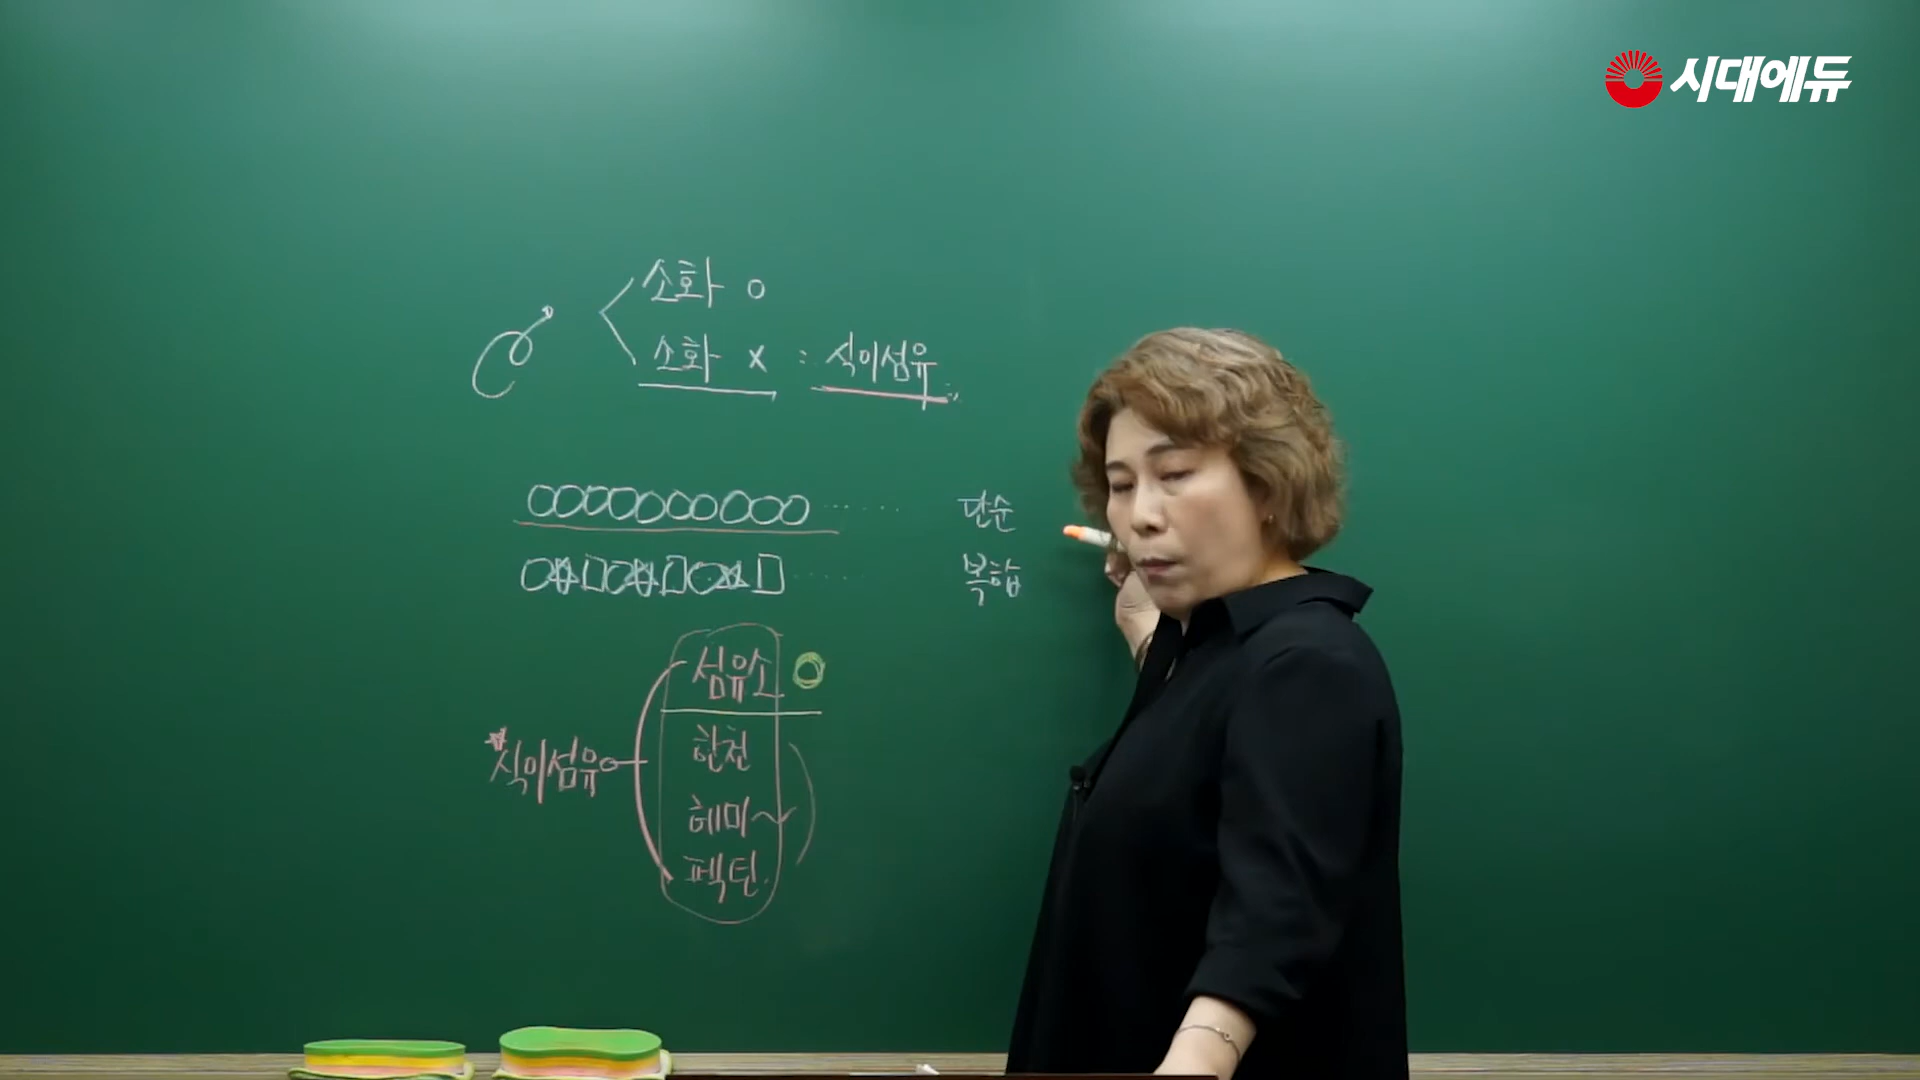 시대에듀
소화 o
소화 x : 식이섬유
단순
복합
섬유소
한천
식이섬유
헤미~
펙틴.